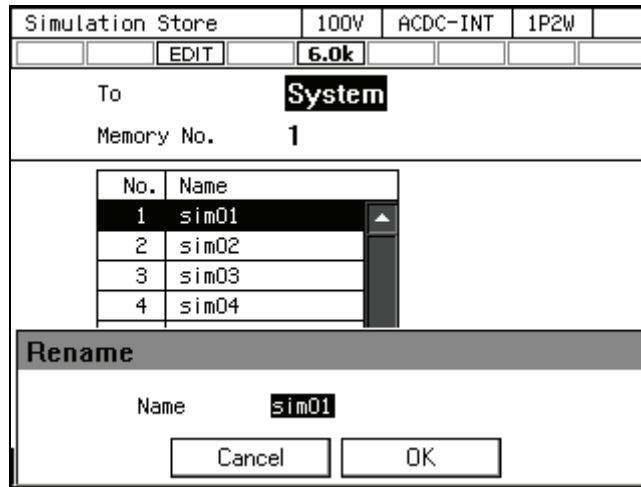 Simulation Store 100V ACDC-INT 1P2W
EDIT 6.0k
To System
Memory No. 1
No. Name
1 sim01
2 sim02
3 sim03
4 sim04
Rename
Name sim01
Cancel OK